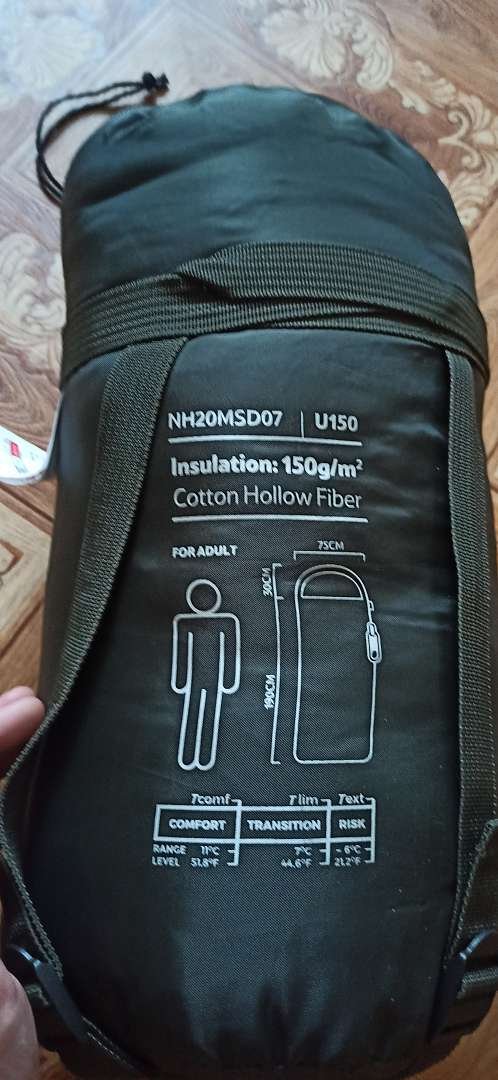 NH20MSD07 | U150
Insulation: 150g/m²
Cotton Hollow Fiber
FOR ADULT
75CM
30CM
190CM
Tcomf Tlim Text
COMFORT TRANSITION RISK
RANGE 11°C 7°C -6°C
LEVEL 51.8°F 44.6°F 21.2°F